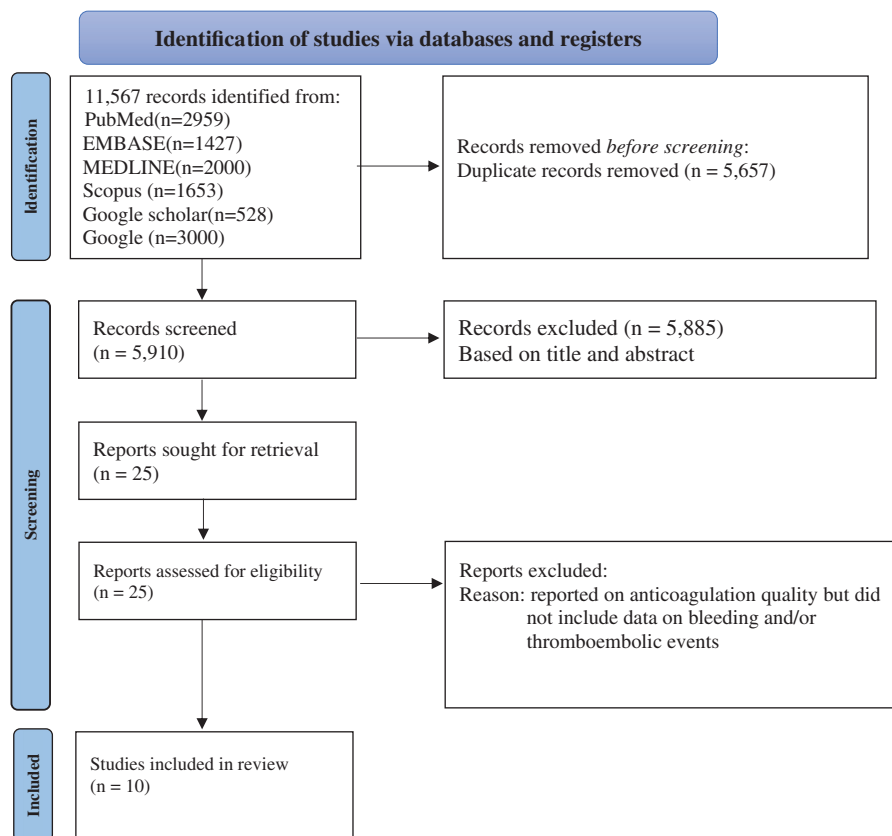 Identification of studies via databases and registers
Identification
11,567 records identified from:
PubMed(n=2959)
EMBASE(n=1427)
MEDLINE(n=2000)
Scopus (n=1653)
Google scholar(n=528)
Google (n=3000)
Records removed before screening:
Duplicate records removed (n = 5,657)
Screening
Records screened
(n = 5,910)
Records excluded (n = 5,885)
Based on title and abstract
Reports sought for retrieval
(n = 25)
Reports assessed for eligibility
(n = 25)
Reports excluded:
Reason: reported on anticoagulation quality but did
not include data on bleeding and/or
thromboembolic events
Included
Studies included in review
(n = 10)